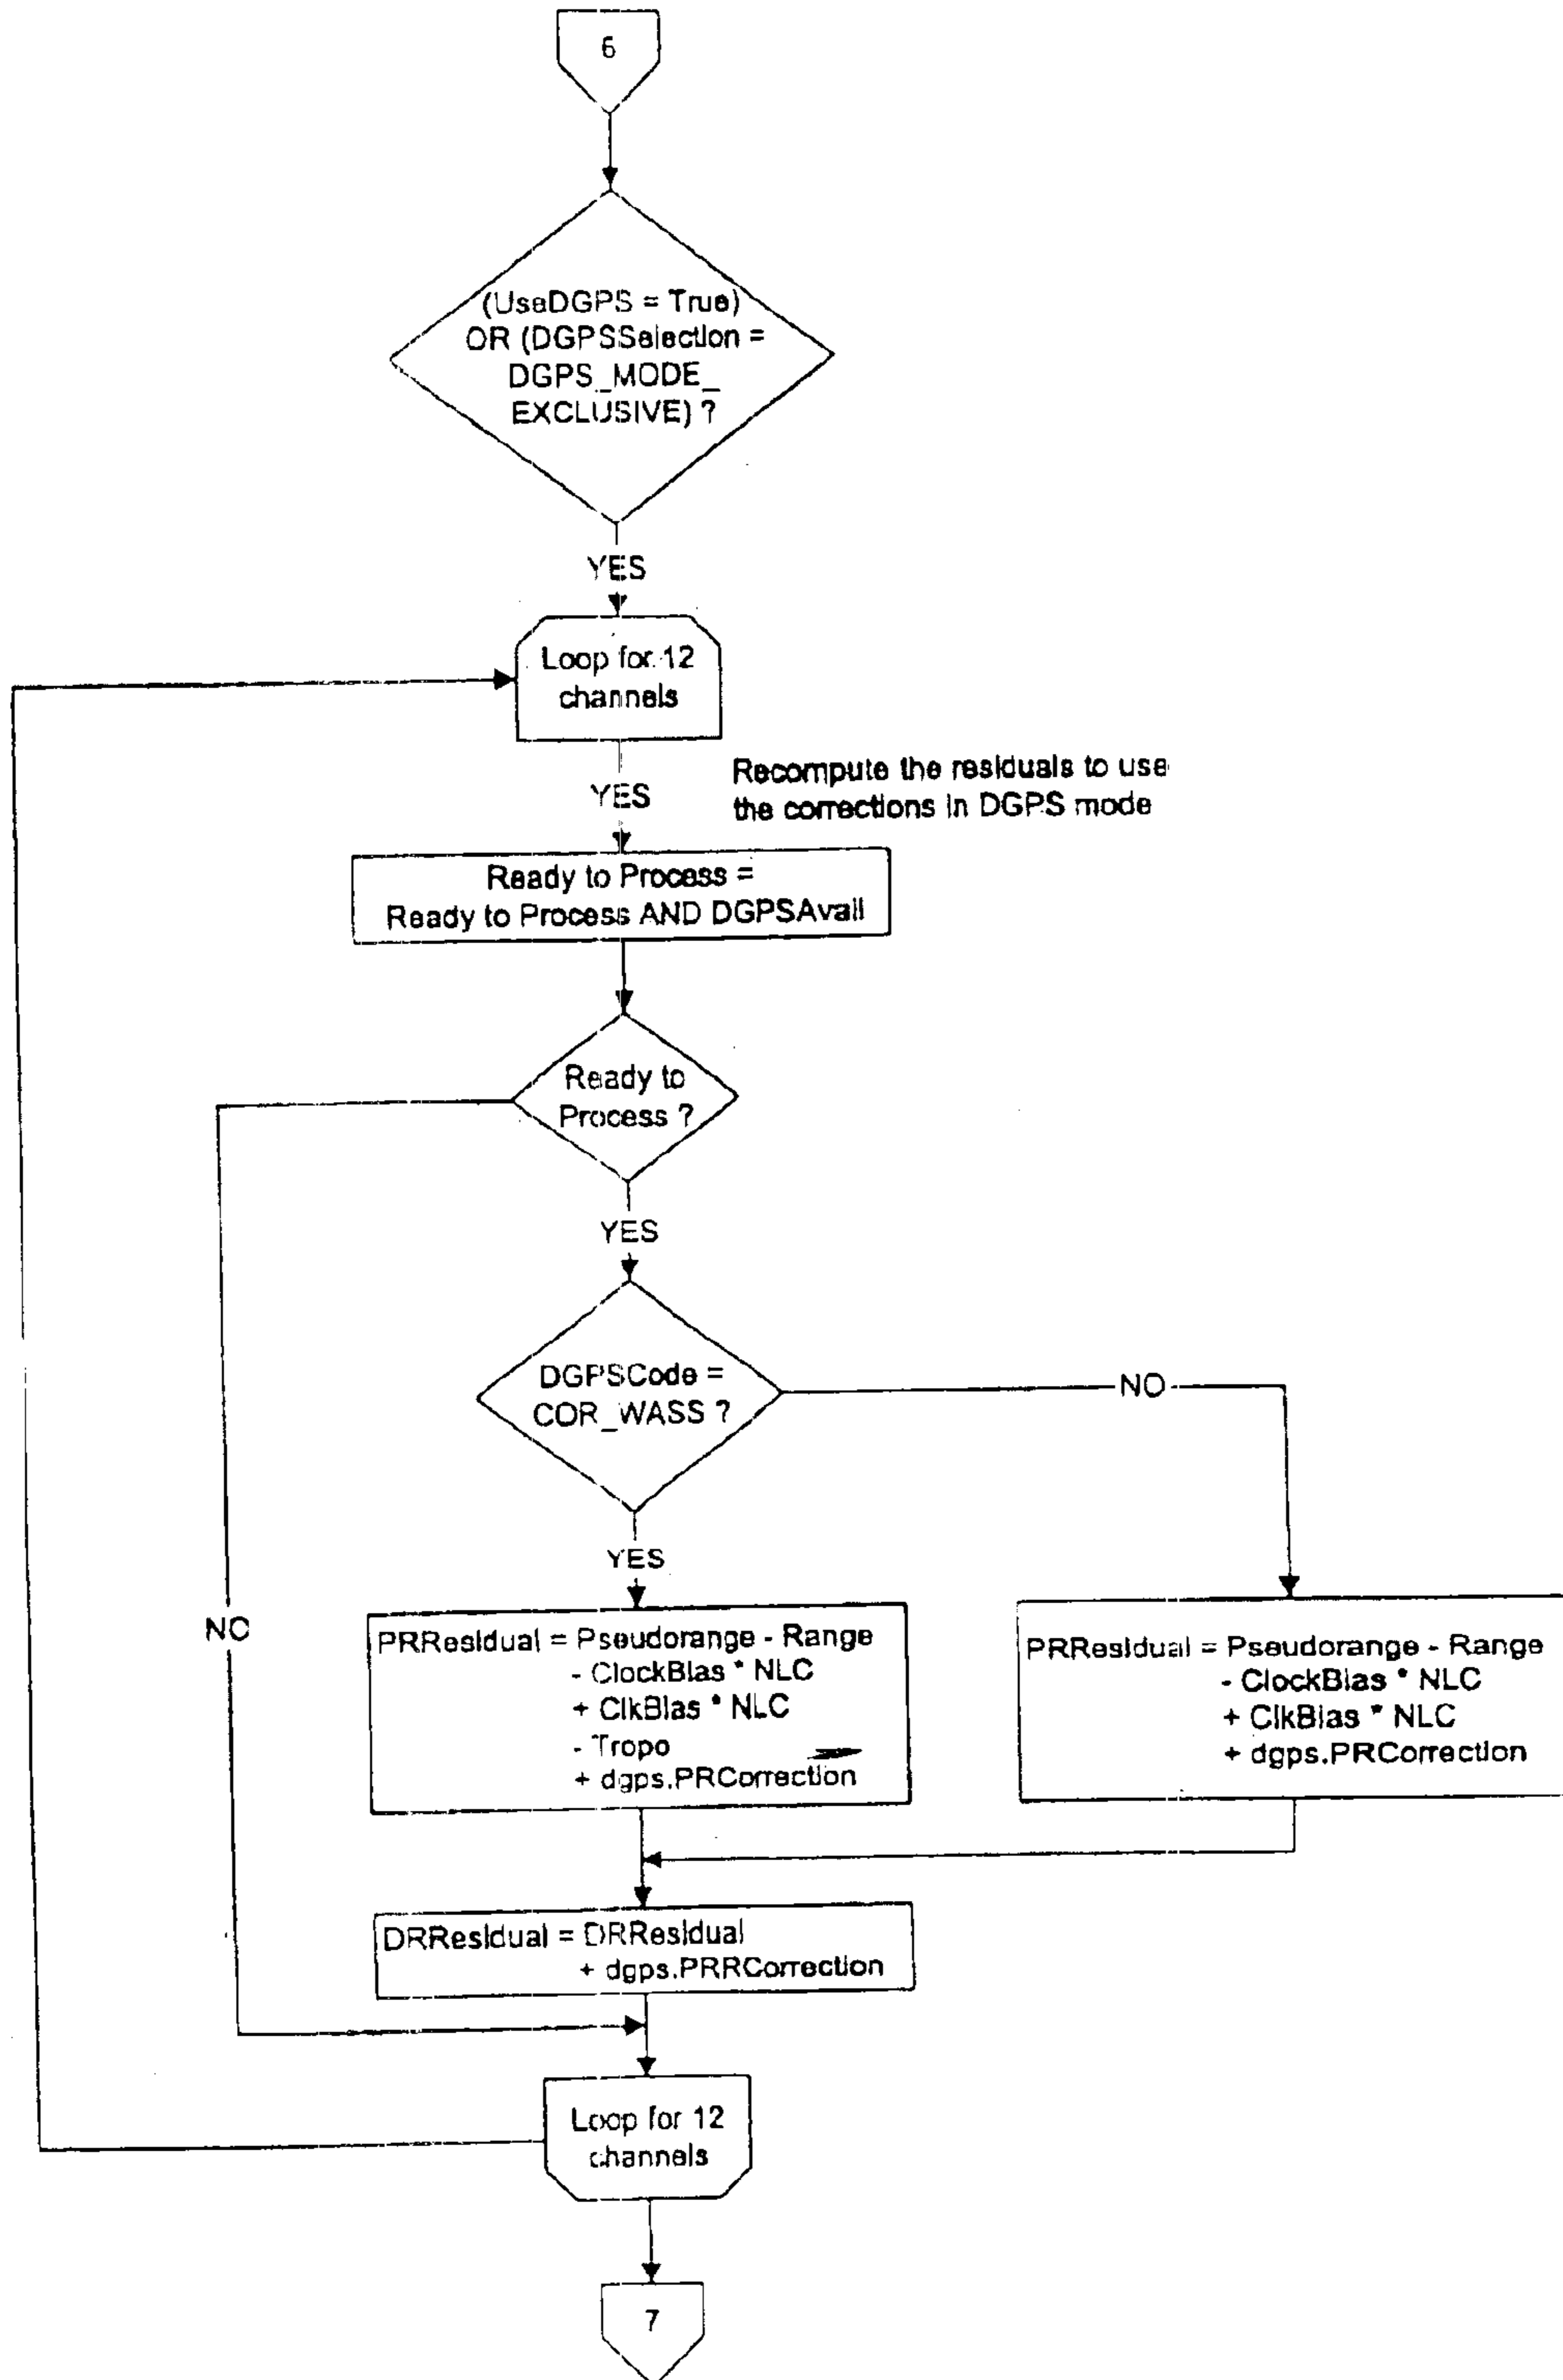 6
(UseDGPS = True)
OR (DGPSSelection =
DGPS_MODE_
EXCLUSIVE) ?
YES
Loop for 12
channels
YES
Recompute the residuals to use
the corrections in DGPS mode
Ready to Process =
Ready to Process AND DGPSAvail
Ready to
Process ?
YES
DGPSCode =
COR_WASS ?
NO
YES
NO
PRResidual = Pseudorange - Range
- ClockBias * NLC
+ ClkBias * NLC
- Tropo
+ dgps.PRCorrection
PRResidual = Pseudorange - Range
- ClockBias * NLC
+ ClkBias * NLC
+ dgps.PRCorrection
DRResidual = DRResidual
+ dgps.PRRCorrection
Loop for 12
channels
7